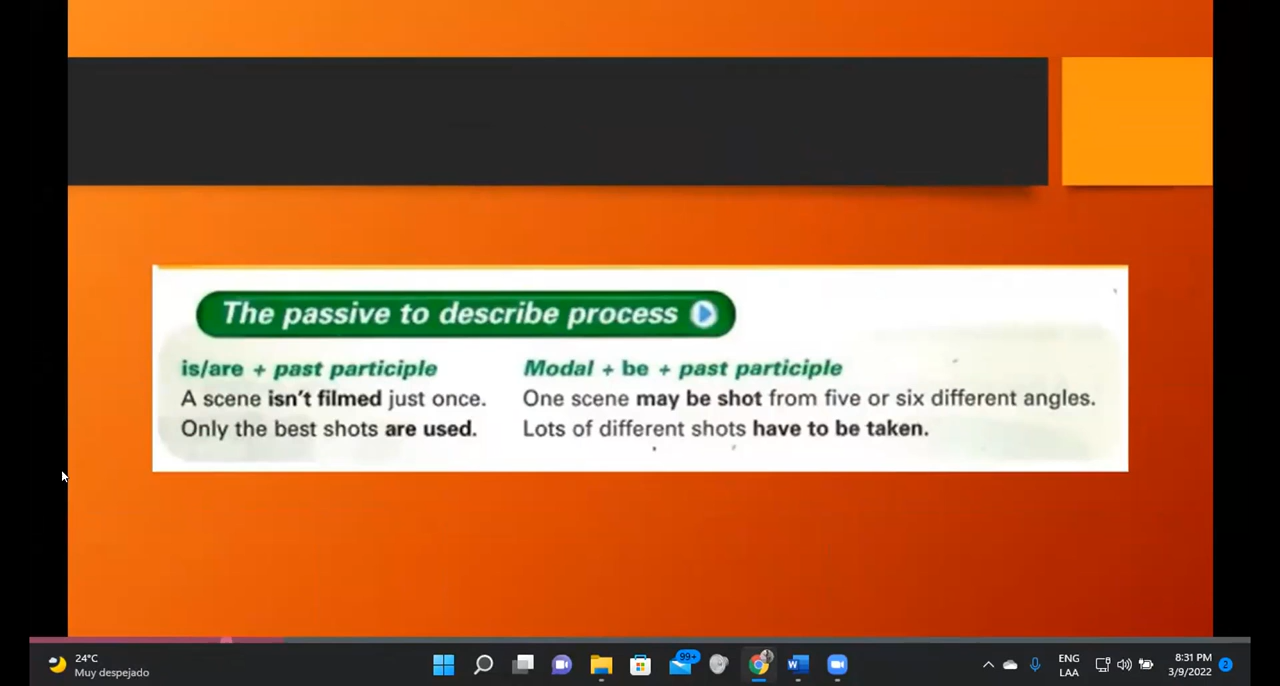 The passive to describe process
is/are + past participle
A scene isn't filmed just once.
Only the best shots are used.
Modal + be + past participle
One scene may be shot from five or six different angles.
Lots of different shots have to be taken.
24°C
Muy despejado
99+
ENG
LAA
8:31 PM
3/9/2022
2